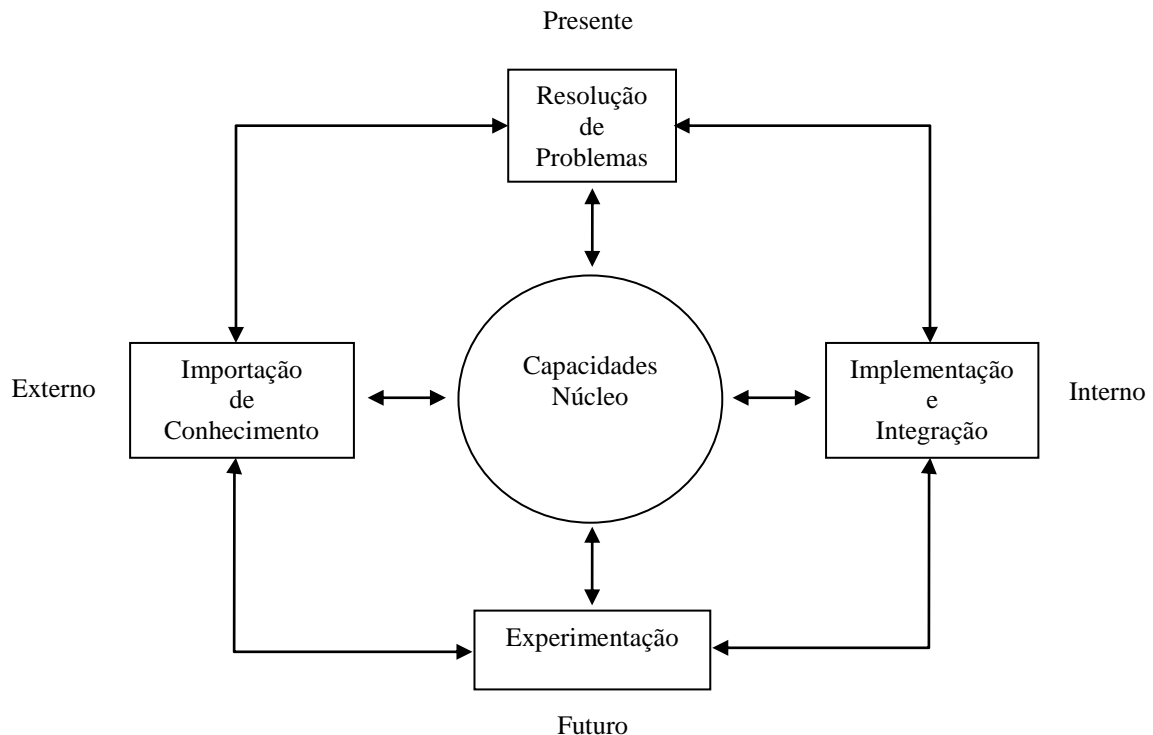 Presente
Resolução
de
Problemas
Externo
Importação
de
Conhecimento
Capacidades
Núcleo
Implementação
e
Integração
Interno
Experimentação
Futuro